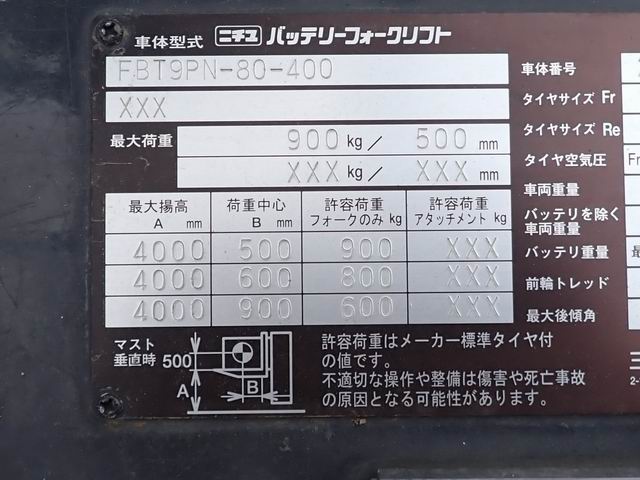 車体型式 ニチユ バッテリーフォークリフト
FBT9PN-80-400
XXX
最大荷重 900 kg／ 500 mm
XXX kg／ XXX mm
最大揚高 A mm 荷重中心 B mm 許容荷重 フォークのみ kg 許容荷重 アタッチメント kg
4000 500 900 XXX
4000 600 800 XXX
4000 900 600 XXX
マスト
垂直時 500
A
B
許容荷重はメーカー標準タイヤ付
の値です。
不適切な操作や整備は傷害や死亡事故
の原因となる可能性があります。
車体番号
タイヤサイズ Fr
タイヤサイズ Re
タイヤ空気圧 Fr
車両重量
バッテリを除く
車両重量
バッテリ重量
前輪トレッド
最大後傾角